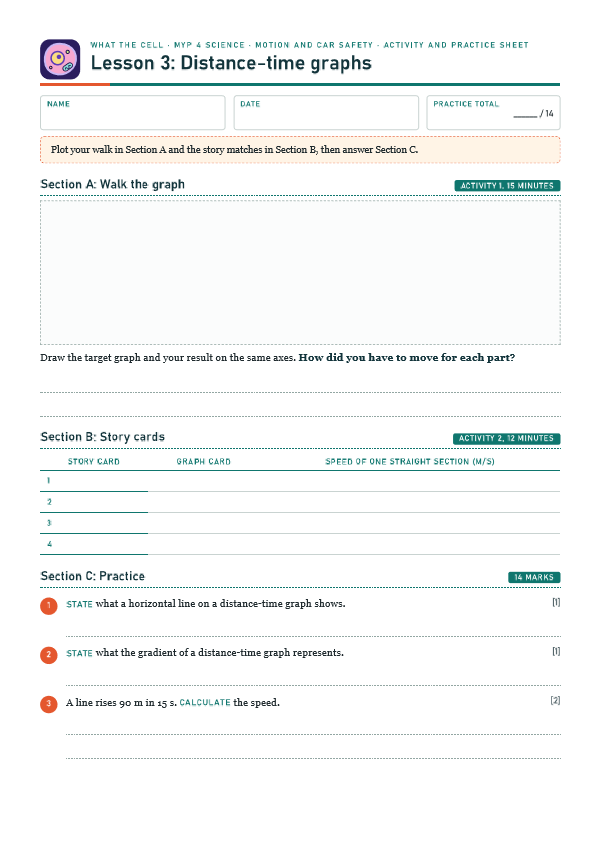 WHAT THE CELL · MYP 4 SCIENCE · MOTION AND CAR SAFETY · ACTIVITY AND PRACTICE SHEET
Lesson 3: Distance-time graphs
NAME
DATE
PRACTICE TOTAL
_____ / 14
Plot your walk in Section A and the story matches in Section B, then answer Section C.
Section A: Walk the graph
ACTIVITY 1, 15 MINUTES
Draw the target graph and your result on the same axes. How did you have to move for each part?
Section B: Story cards
ACTIVITY 2, 12 MINUTES
STORY CARD GRAPH CARD SPEED OF ONE STRAIGHT SECTION (M/S)
1
2
3
4
Section C: Practice
14 MARKS
1 STATE what a horizontal line on a distance-time graph shows. [1]
2 STATE what the gradient of a distance-time graph represents. [1]
3 A line rises 90 m in 15 s. CALCULATE the speed. [2]